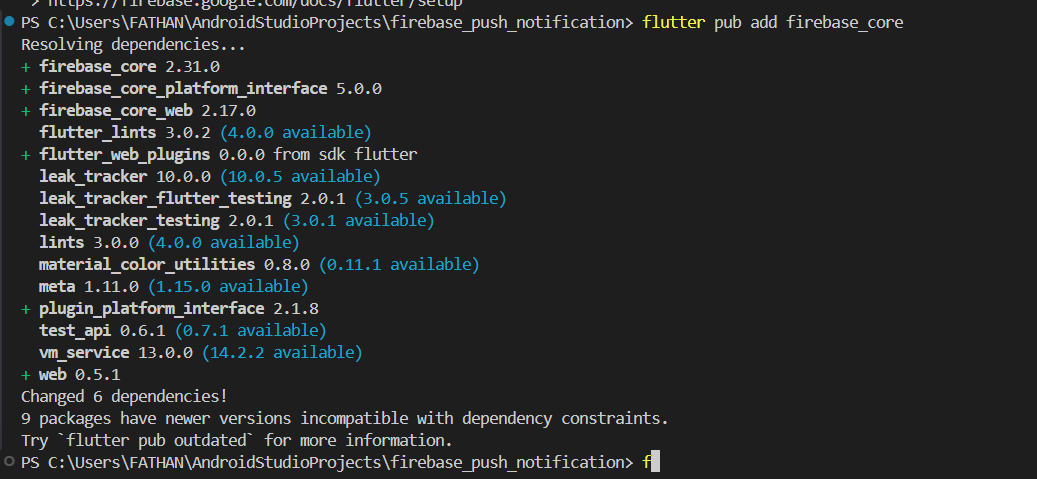 > https://firebase.google.com/docs/flutter/setup
PS C:\Users\FATHAN\AndroidStudioProjects\firebase_push_notification> flutter pub add firebase_core
Resolving dependencies...
+ firebase_core 2.31.0
+ firebase_core_platform_interface 5.0.0
+ firebase_core_web 2.17.0
flutter_lints 3.0.2 (4.0.0 available)
+ flutter_web_plugins 0.0.0 from sdk flutter
leak_tracker 10.0.0 (10.0.5 available)
leak_tracker_flutter_testing 2.0.1 (3.0.5 available)
leak_tracker_testing 2.0.1 (3.0.1 available)
lints 3.0.0 (4.0.0 available)
material_color_utilities 0.8.0 (0.11.1 available)
meta 1.11.0 (1.15.0 available)
+ plugin_platform_interface 2.1.8
test_api 0.6.1 (0.7.1 available)
vm_service 13.0.0 (14.2.2 available)
+ web 0.5.1
Changed 6 dependencies!
9 packages have newer versions incompatible with dependency constraints.
Try `flutter pub outdated` for more information.
PS C:\Users\FATHAN\AndroidStudioProjects\firebase_push_notification> f